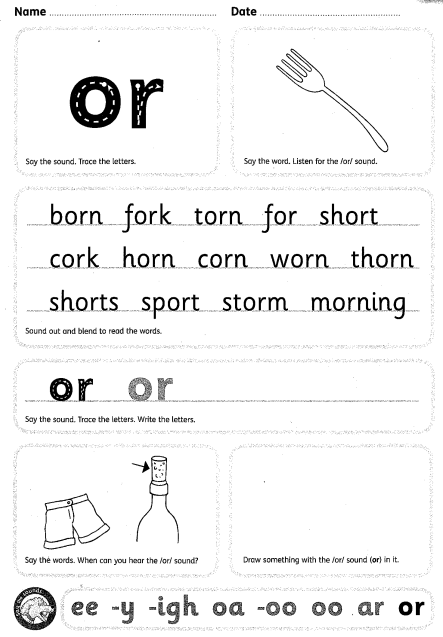 Name
Date
or
Say the sound. Trace the letters.
Say the word. Listen for the /or/ sound.
born fork torn for short
cork horn corn worn thorn
shorts sport storm morning
Sound out and blend to read the words.
or or
Say the sound. Trace the letters. Write the letters.
Say the words. When can you hear the /or/ sound?
Draw something with the /or/ sound (or) in it.
ee -y -igh oa -oo oo ar or